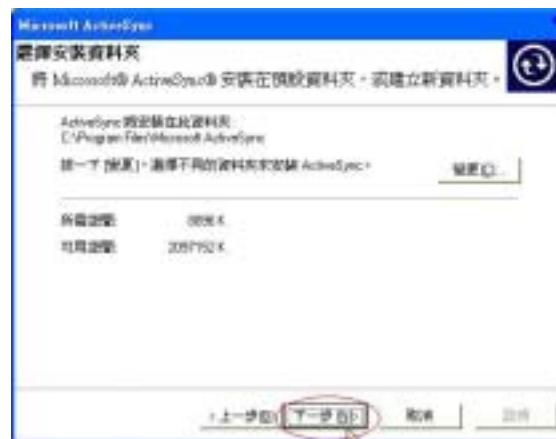 Microsoft ActiveSync
選擇安裝資料夾
將 Microsoft® ActiveSync® 安裝在預設資料夾,或建立新資料夾。
ActiveSync 將安裝在此資料夾
C:\Program Files\Microsoft ActiveSync
按一下 [變更],選擇不同的資料夾來安裝 ActiveSync。
變更(C)...
所需空間:
可用空間: 2097152 K
< 上一步(B)
下一步(N) >
取消